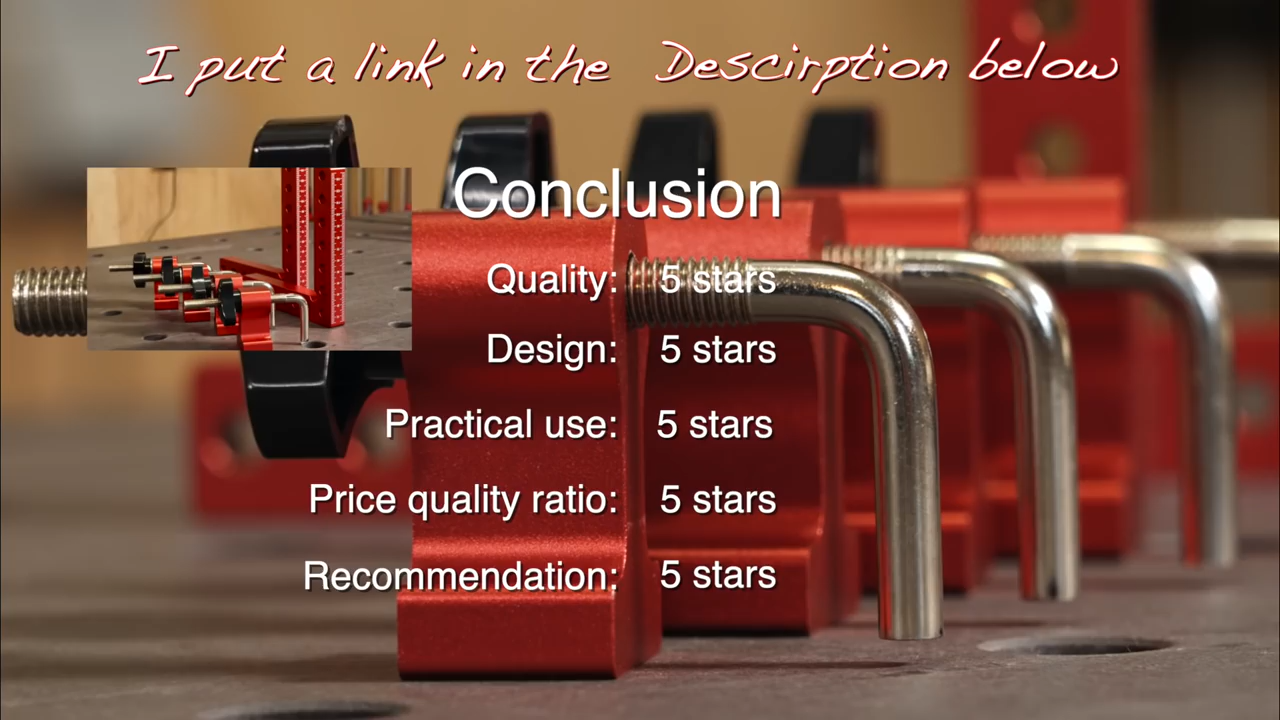 I put a link in the Descirption below
Conclusion
Quality: 5 stars
Design: 5 stars
Practical use: 5 stars
Price quality ratio: 5 stars
Recommendation: 5 stars